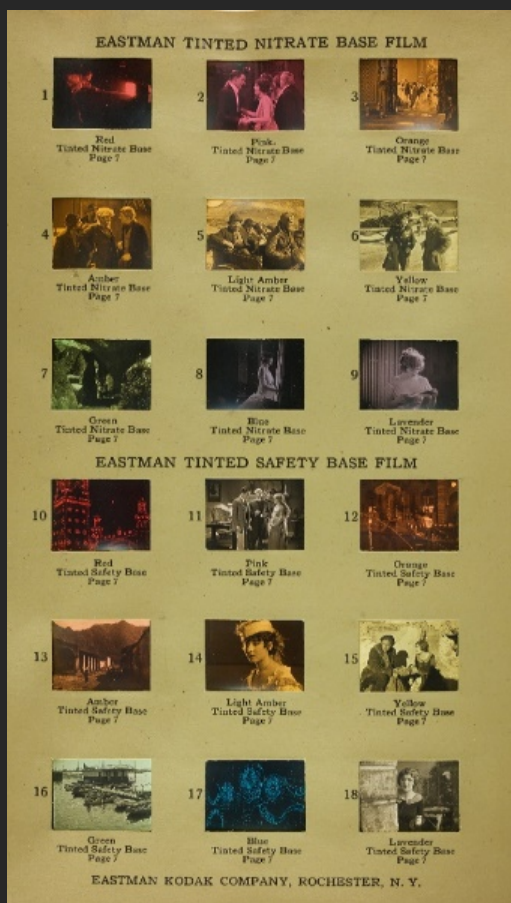 EASTMAN TINTED NITRATE BASE FILM
1 2 3
Red Pink Orange
Tinted Nitrate Base Tinted Nitrate Base Tinted Nitrate Base
Page 7 Page 7 Page 7
4 5 6
Amber Light Amber Yellow
Tinted Nitrate Base Tinted Nitrate Base Tinted Nitrate Base
Page 7 Page 7 Page 7
7 8 9
Green Blue Lavender
Tinted Nitrate Base Tinted Nitrate Base Tinted Nitrate Base
Page 7 Page 7 Page 7
EASTMAN TINTED SAFETY BASE FILM
10 11 12
Red Pink Orange
Tinted Safety Base Tinted Safety Base Tinted Safety Base
Page 7 Page 7 Page 7
13 14 15
Amber Light Amber Yellow
Tinted Safety Base Tinted Safety Base Tinted Safety Base
Page 7 Page 7 Page 7
16 17 18
Green Blue Lavender
Tinted Safety Base Tinted Safety Base Tinted Safety Base
Page 7 Page 7 Page 7
EASTMAN KODAK COMPANY, ROCHESTER, N. Y.